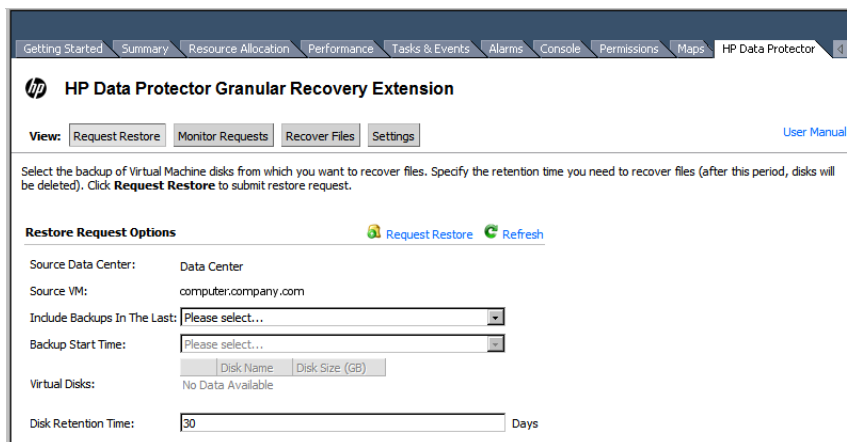 Getting Started Summary Resource Allocation Performance Tasks & Events Alarms Console Permissions Maps HP Data Protector
hp HP Data Protector Granular Recovery Extension
View: Request Restore Monitor Requests Recover Files Settings User Manual
Select the backup of Virtual Machine disks from which you want to recover files. Specify the retention time you need to recover files (after this period, disks will
be deleted). Click Request Restore to submit restore request.
Restore Request Options Request Restore Refresh
Source Data Center: Data Center
Source VM: computer.company.com
Include Backups In The Last: Please select...
Backup Start Time: Please select...
Disk Name Disk Size (GB)
Virtual Disks: No Data Available
Disk Retention Time: 30 Days